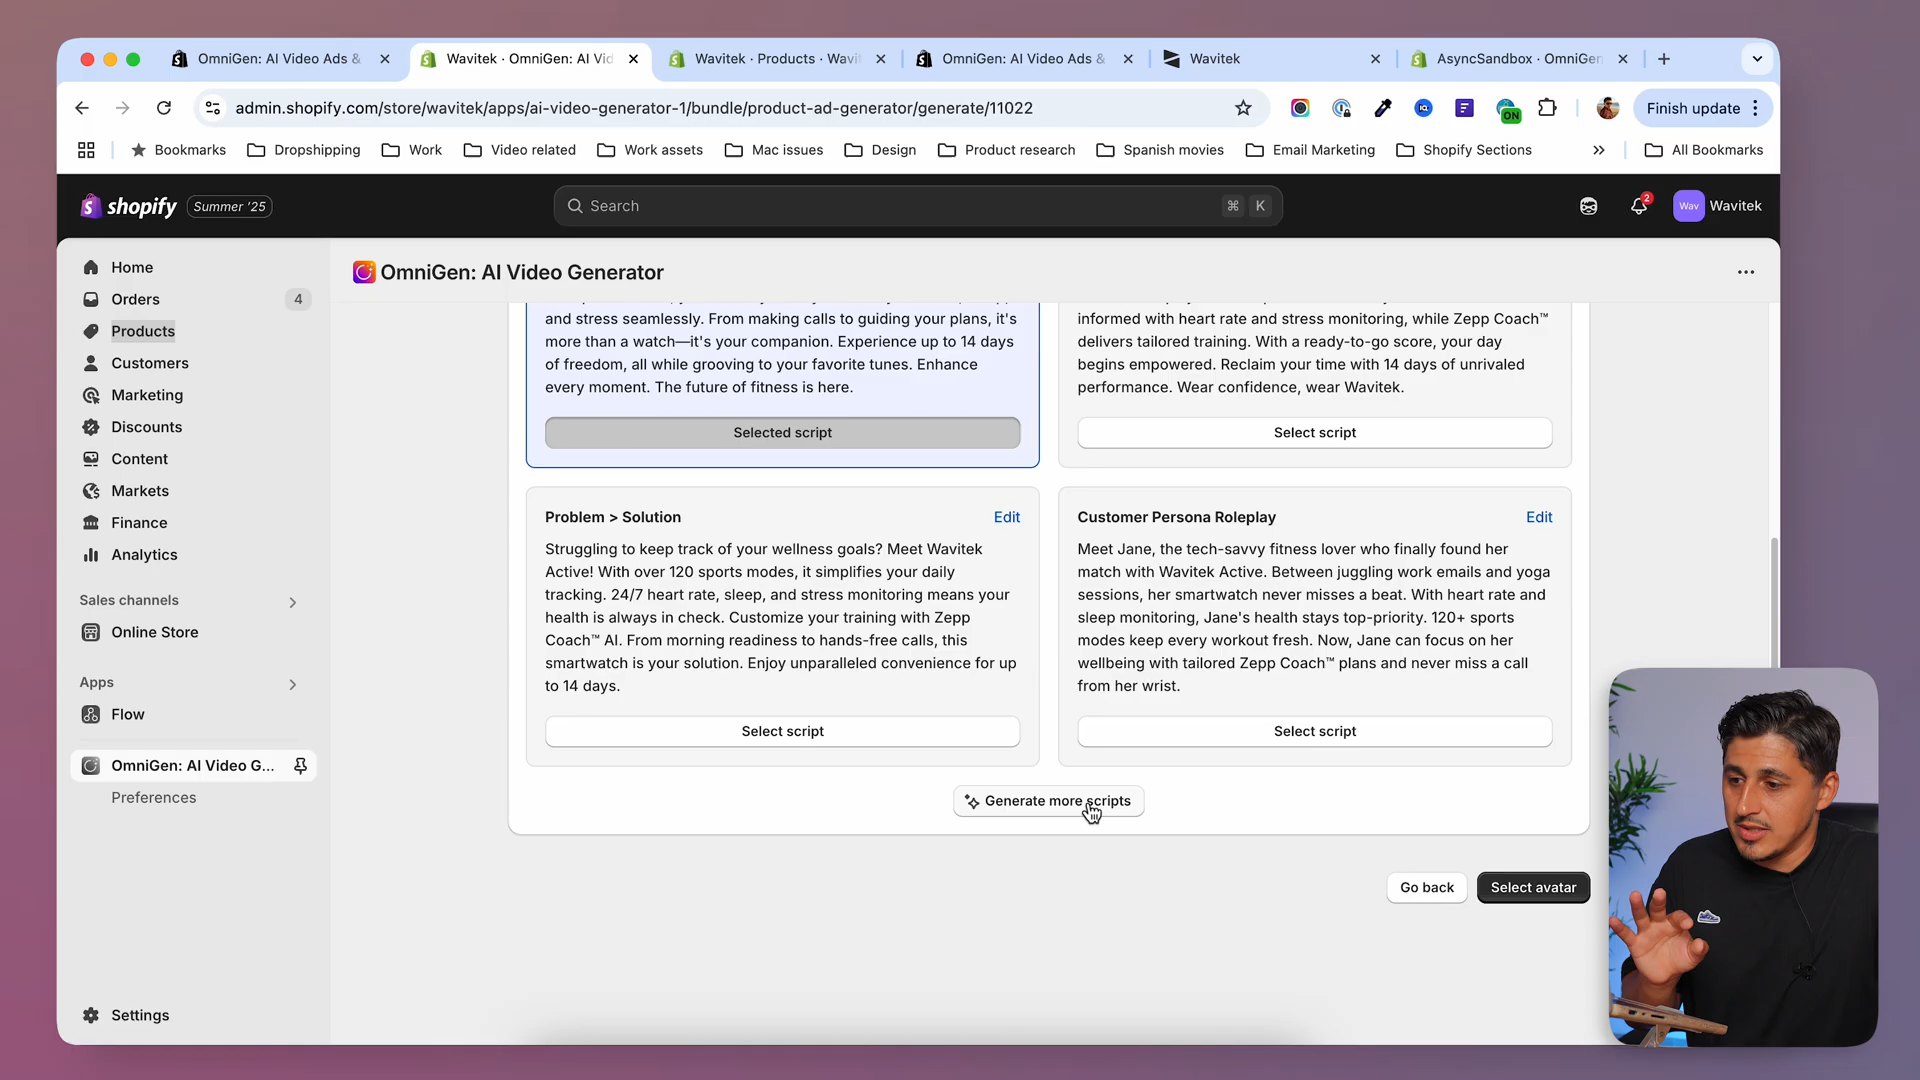 OmniGen: AI Video Ads &
Wavitek · OmniGen: AI Vid
Wavitek · Products · Wavit
OmniGen: AI Video Ads &
Wavitek
AsyncSandbox · OmniGen
admin.shopify.com/store/wavitek/apps/ai-video-generator-1/bundle/product-ad-generator/generate/11022
ON
Finish update
Bookmarks
Dropshipping
Work
Video related
Work assets
Mac issues
Design
Product research
Spanish movies
Email Marketing
Shopify Sections
All Bookmarks
shopify
Summer '25
Search
⌘ K
2
Wav
Wavitek
Home
Orders
4
Products
Customers
Marketing
Discounts
Content
Markets
Finance
Analytics
Sales channels
Online Store
Apps
Flow
OmniGen: AI Video G...
Preferences
Settings
OmniGen: AI Video Generator
and stress seamlessly. From making calls to guiding your plans, it's
more than a watch—it's your companion. Experience up to 14 days
of freedom, all while grooving to your favorite tunes. Enhance
every moment. The future of fitness is here.
Selected script
informed with heart rate and stress monitoring, while Zepp Coach™
delivers tailored training. With a ready-to-go score, your day
begins empowered. Reclaim your time with 14 days of unrivaled
performance. Wear confidence, wear Wavitek.
Select script
Problem > Solution
Edit
Struggling to keep track of your wellness goals? Meet Wavitek
Active! With over 120 sports modes, it simplifies your daily
tracking. 24/7 heart rate, sleep, and stress monitoring means your
health is always in check. Customize your training with Zepp
Coach™ AI. From morning readiness to hands-free calls, this
smartwatch is your solution. Enjoy unparalleled convenience for up
to 14 days.
Select script
Customer Persona Roleplay
Edit
Meet Jane, the tech-savvy fitness lover who finally found her
match with Wavitek Active. Between juggling work emails and yoga
sessions, her smartwatch never misses a beat. With heart rate and
sleep monitoring, Jane's health stays top-priority. 120+ sports
modes keep every workout fresh. Now, Jane can focus on her
wellbeing with tailored Zepp Coach™ plans and never miss a call
from her wrist.
Select script
Generate more scripts
Go back
Select avatar